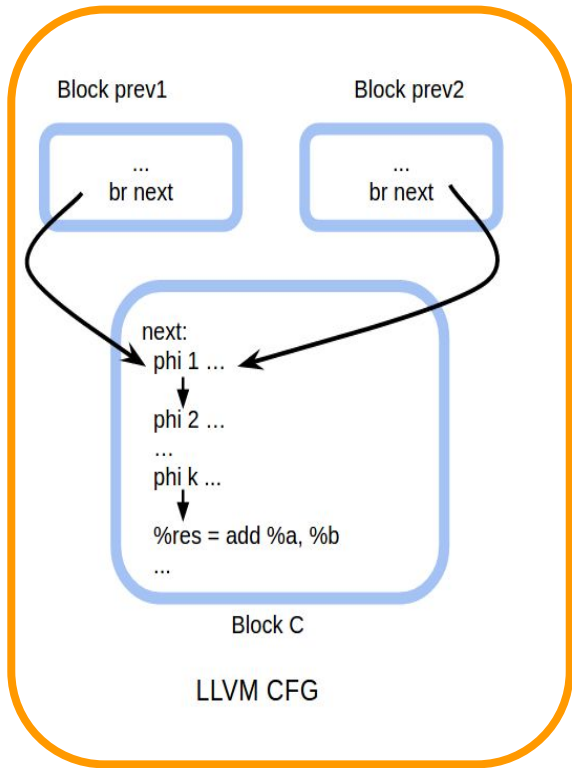 Block prev1
Block prev2
...
br next
...
br next
next:
phi 1 ...
phi 2 ...
...
phi k ...
%res = add %a, %b
...
Block C
LLVM CFG